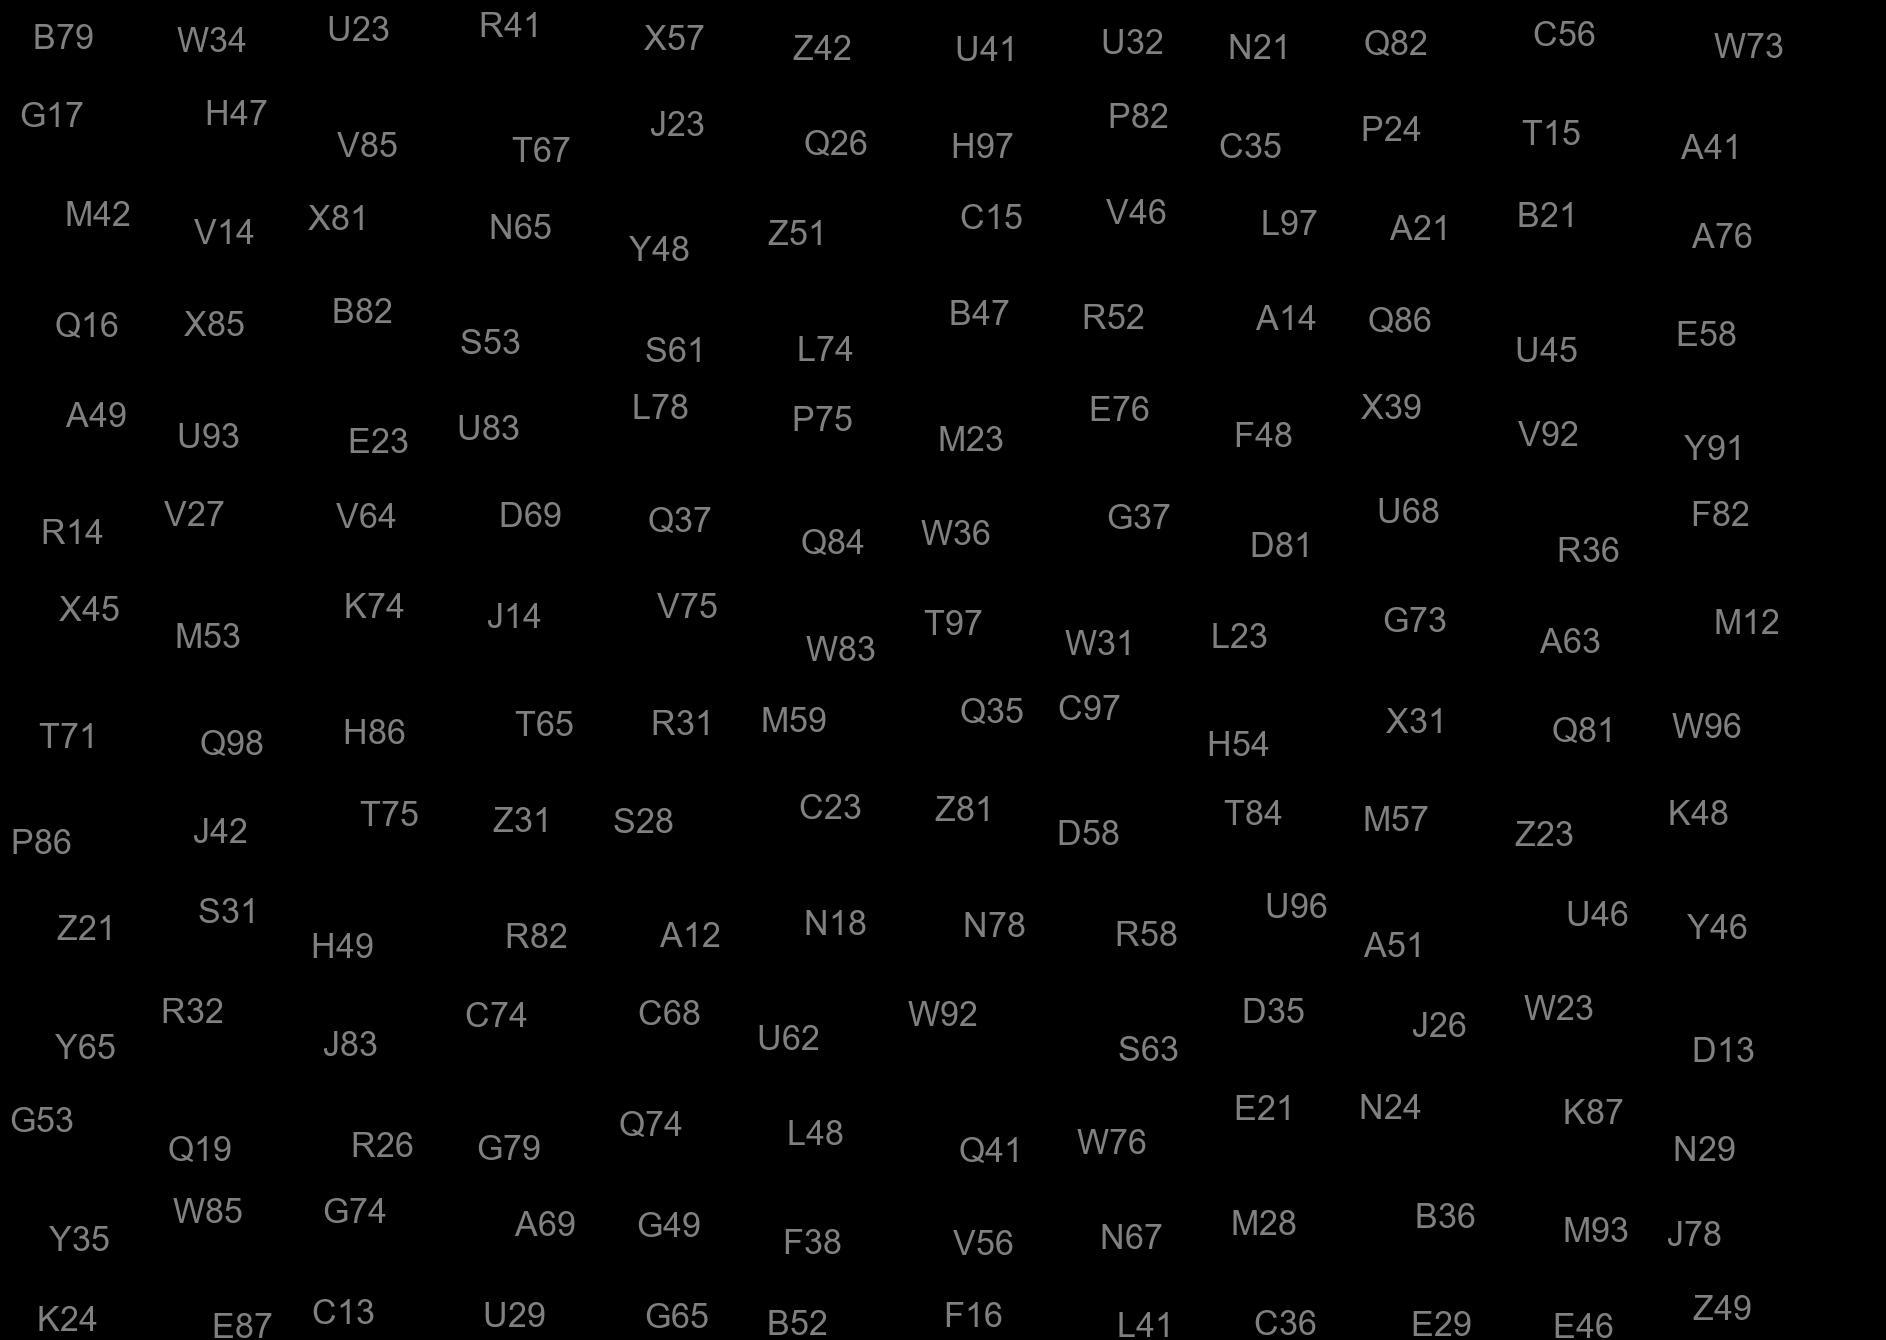 B79 W34 U23 R41 X57 Z42 U41 U32 N21 Q82 C56 W73
G17 H47 V85 T67 J23 Q26 H97 P82 C35 P24 T15 A41
M42 V14 X81 N65 Y48 Z51 C15 V46 L97 A21 B21 A76
Q16 X85 B82 S53 S61 L74 B47 R52 A14 Q86 U45 E58
A49 U93 E23 U83 L78 P75 M23 E76 F48 X39 V92 Y91
R14 V27 V64 D69 Q37 Q84 W36 G37 D81 U68 R36 F82
X45 M53 K74 J14 V75 W83 T97 W31 L23 G73 A63 M12
T71 Q98 H86 T65 R31 M59 Q35 C97 H54 X31 Q81 W96
P86 J42 T75 Z31 S28 C23 Z81 D58 T84 M57 Z23 K48
Z21 S31 H49 R82 A12 N18 N78 R58 U96 A51 U46 Y46
Y65 R32 J83 C74 C68 U62 W92 S63 D35 J26 W23 D13
G53 Q19 R26 G79 Q74 L48 Q41 W76 E21 N24 K87 N29
Y35 W85 G74 A69 G49 F38 V56 N67 M28 B36 M93 J78
K24 E87 C13 U29 G65 B52 F16 L41 C36 E29 E46 Z49